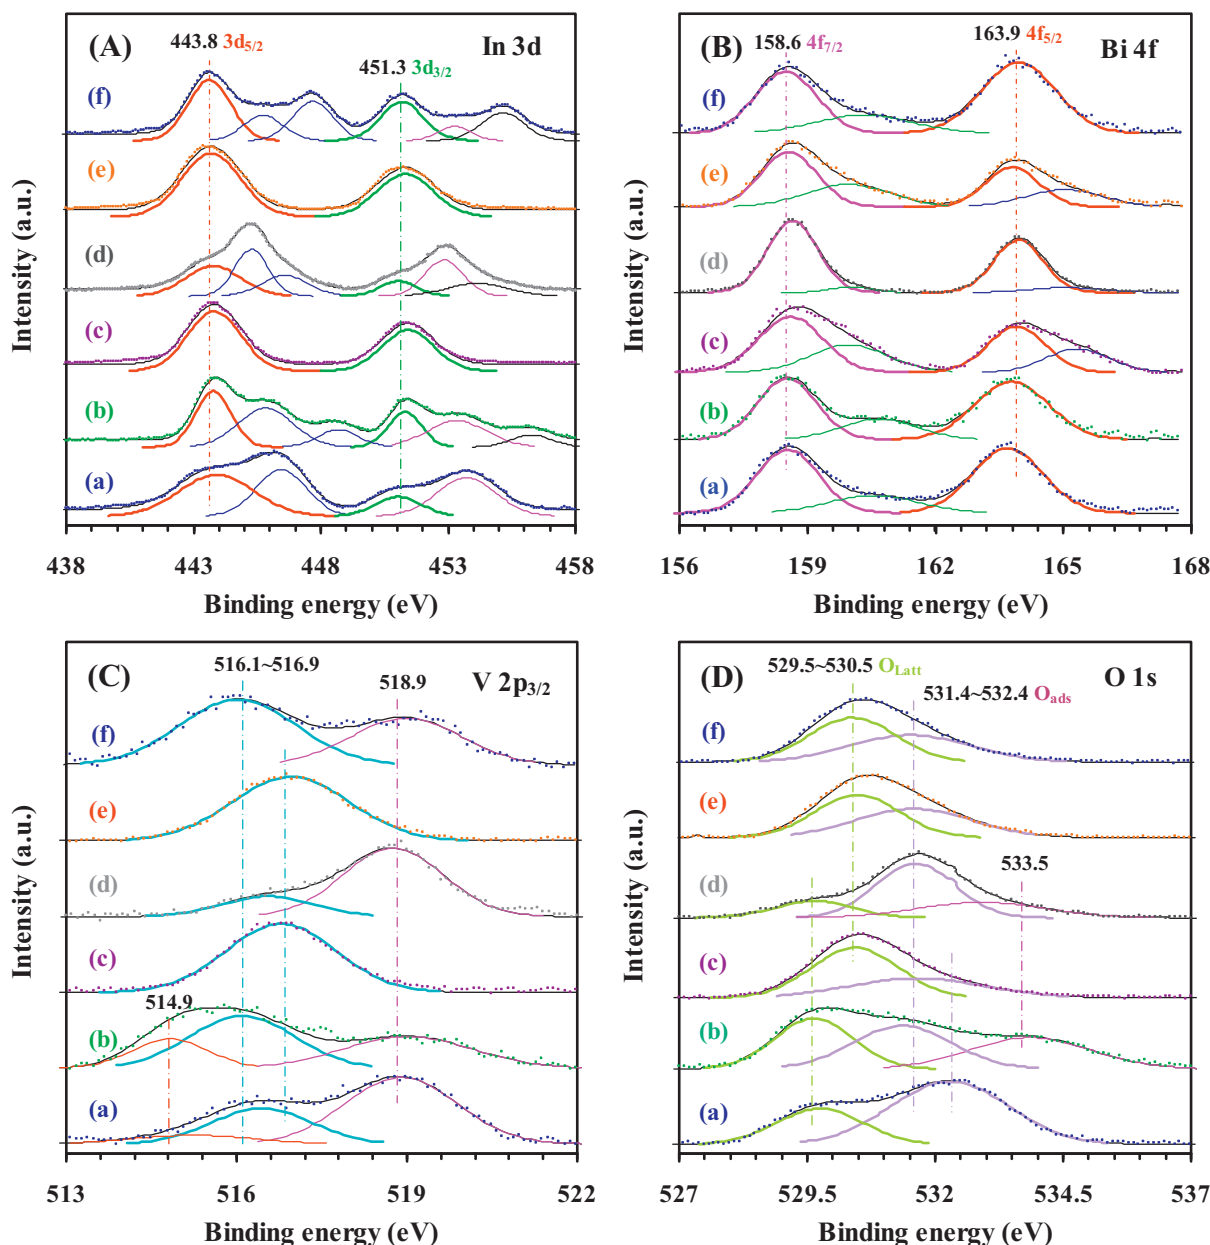 (A)
443.8 3d5/2
In 3d
451.3 3d3/2
(f)
(e)
(d)
(c)
(b)
(a)
Intensity (a.u.)
438 443 448 453 458
Binding energy (eV)
(B)
158.6 4f7/2
163.9 4f5/2
Bi 4f
(f)
(e)
(d)
(c)
(b)
(a)
Intensity (a.u.)
156 159 162 165 168
Binding energy (eV)
(C)
516.1~516.9
V 2p3/2
518.9
(f)
(e)
(d)
(c)
514.9
(b)
(a)
Intensity (a.u.)
513 516 519 522
Binding energy (eV)
(D)
529.5~530.5 OLatt
O 1s
531.4~532.4 Oads
(f)
(e)
533.5
(d)
(c)
(b)
(a)
Intensity (a.u.)
527 529.5 532 534.5 537
Binding energy (eV)